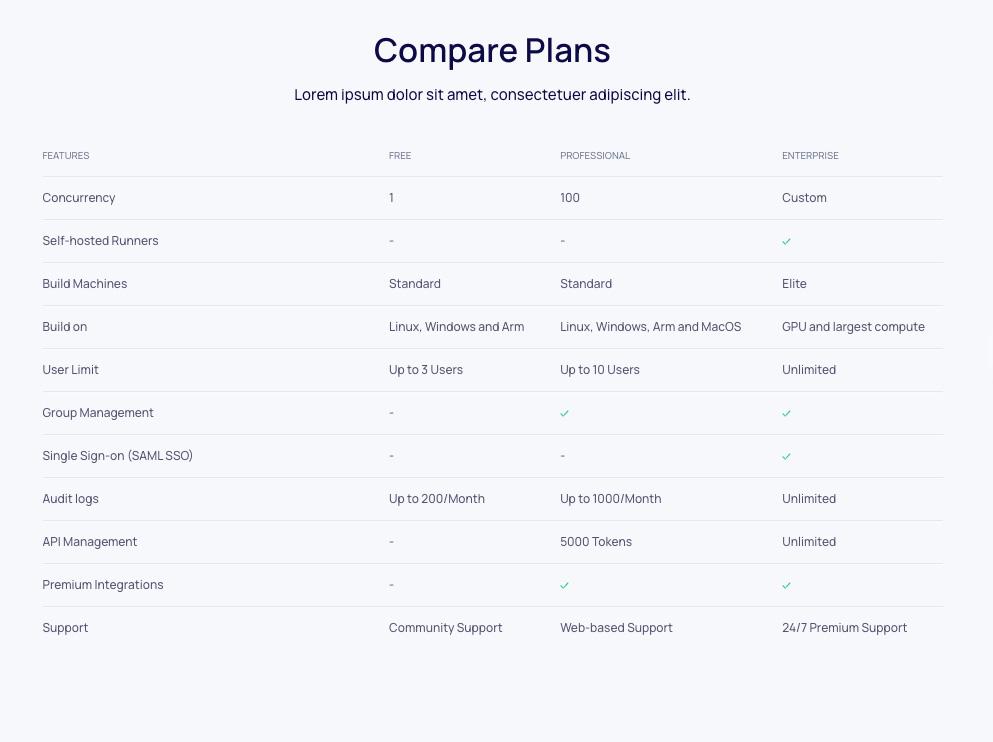 Compare Plans
Lorem ipsum dolor sit amet, consectetuer adipiscing elit.
FEATURES FREE PROFESSIONAL ENTERPRISE
Concurrency 1 100 Custom
Self-hosted Runners - - ✓
Build Machines Standard Standard Elite
Build on Linux, Windows and Arm Linux, Windows, Arm and MacOS GPU and largest compute
User Limit Up to 3 Users Up to 10 Users Unlimited
Group Management - ✓ ✓
Single Sign-on (SAML SSO) - - ✓
Audit logs Up to 200/Month Up to 1000/Month Unlimited
API Management - 5000 Tokens Unlimited
Premium Integrations - ✓ ✓
Support Community Support Web-based Support 24/7 Premium Support